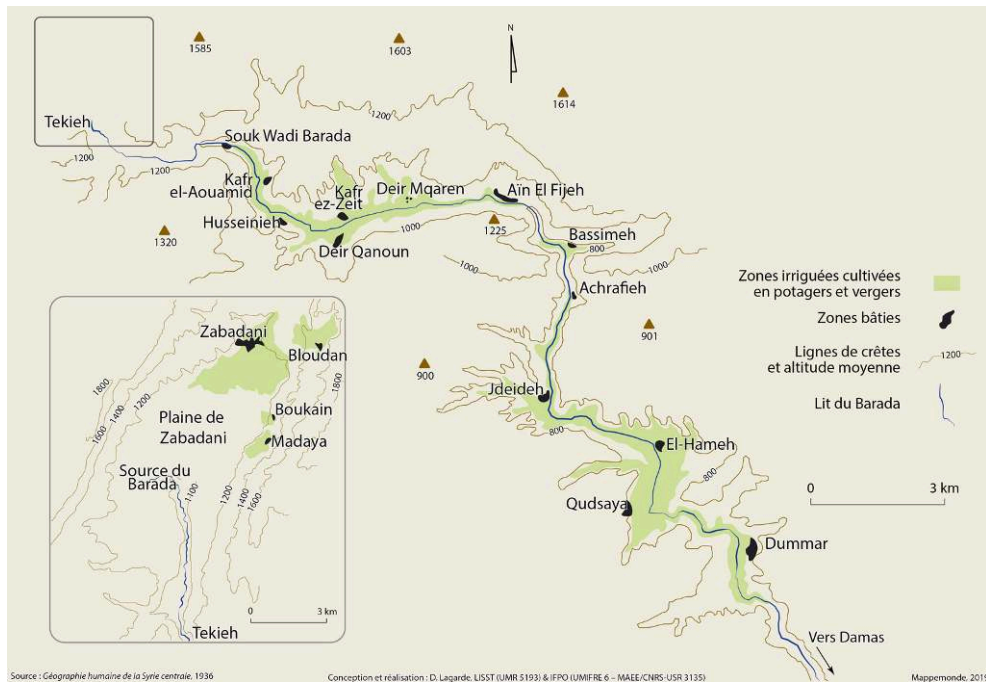 N
1585
1603
1614
Tekieh
1200
1200
1200
Souk Wadi Barada
Kafr
el-Aouamid
Kafr
ez-Zeit
Deir Mqaren
Aïn El Fijeh
Husseinieh
1320
Deir Qanoun
1000
1225
Bassimeh
800
1000
1000
Achrafieh
901
900
Jdeideh
800
El-Hameh
800
Qudsaya
Dummar
Vers Damas
Zones irriguées cultivées
en potagers et vergers
Zones bâties
Lignes de crêtes
et altitude moyenne
1200
Lit du Barada
0
3 km
Zabadani
Bloudan
1800
1400
1600
1200
1800
Boukain
Plaine de
Zabadani
Madaya
Source du
Barada
1100
1200
1400
1600
0
3 km
Tekieh
Source : Géographie humaine de la Syrie centrale, 1936
Conception et réalisation : D. Lagarde, LISST (UMR 5193) & IFPO (UMIFRE 6 – MAEE/CNRS-USR 3135)
Mappemonde, 2019